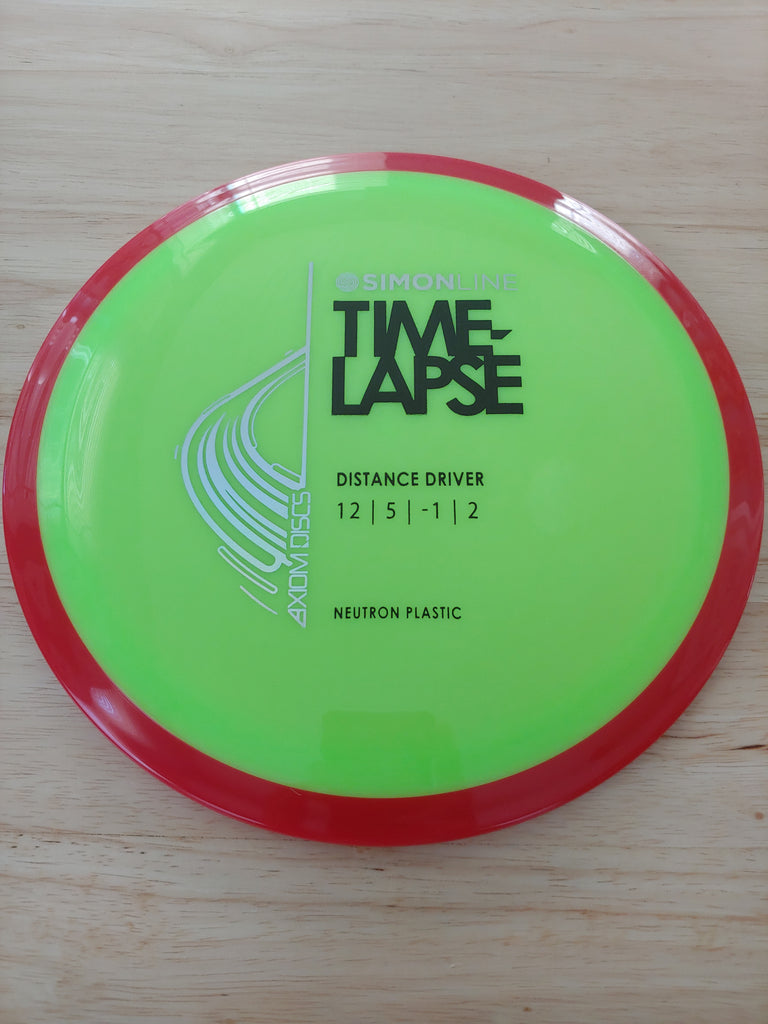 SIMONLINE
TIME-
LAPSE
DISTANCE DRIVER
12 | 5 | -1 | 2
NEUTRON PLASTIC
AXIOM DISCS